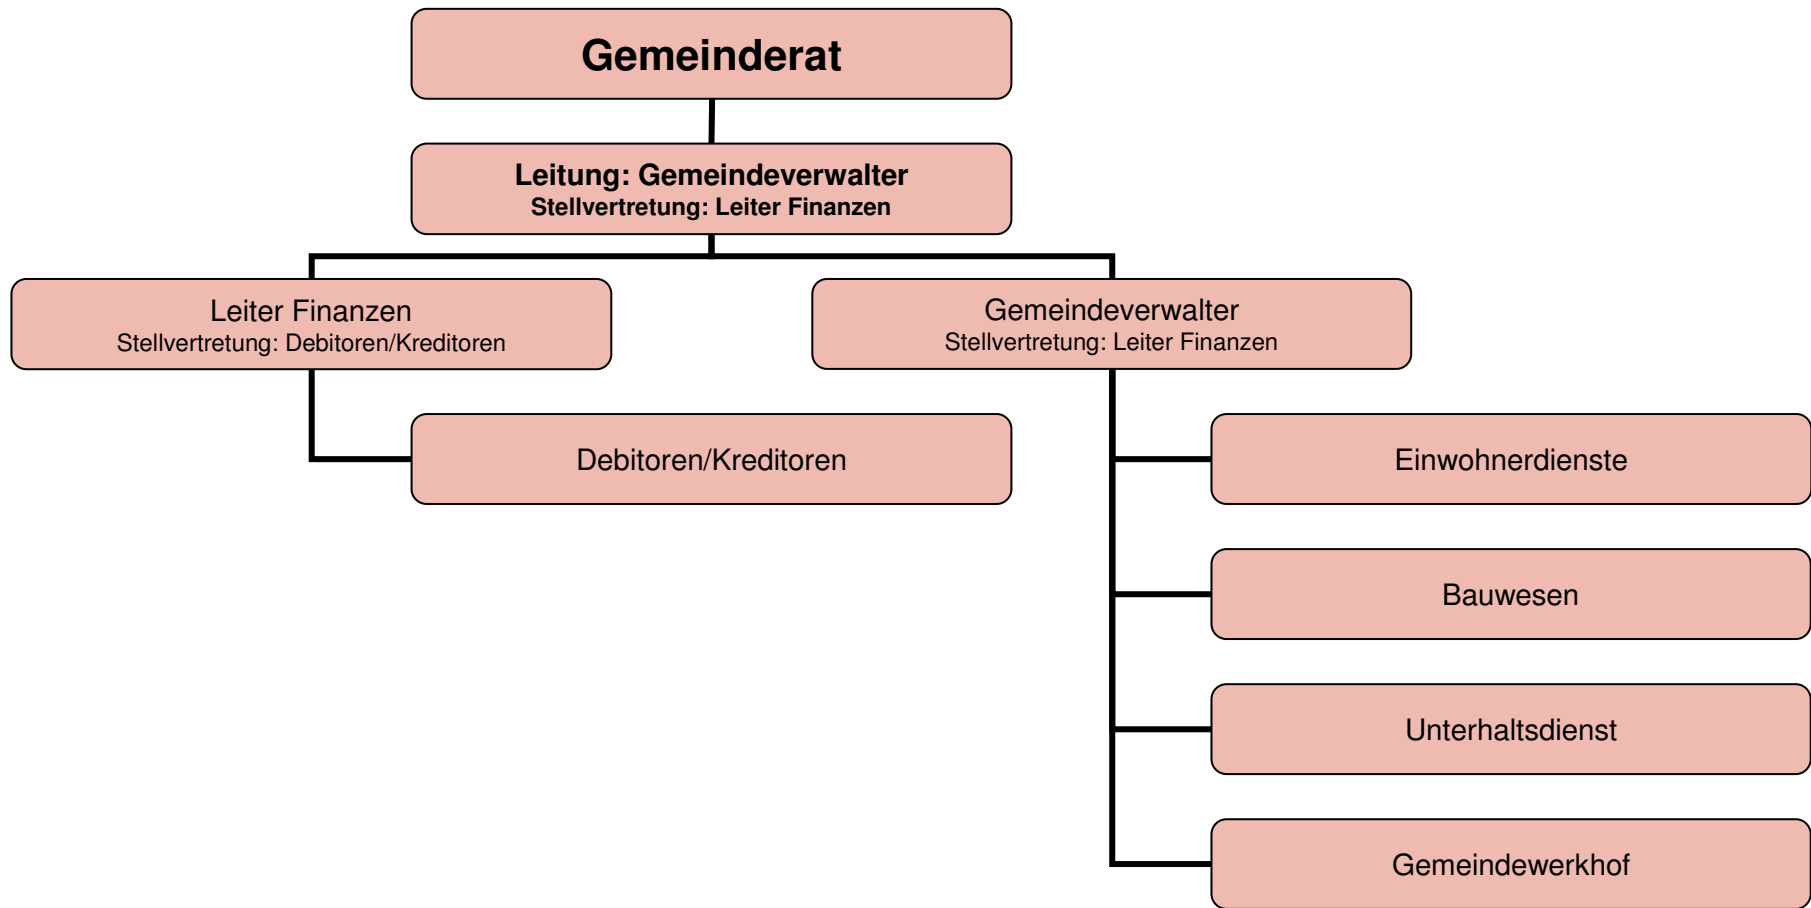 Gemeinderat
Leitung: Gemeindeverwalter
Stellvertretung: Leiter Finanzen
Leiter Finanzen
Stellvertretung: Debitoren/Kreditoren
Gemeindeverwalter
Stellvertretung: Leiter Finanzen
Debitoren/Kreditoren
Einwohnerdienste
Bauwesen
Unterhaltsdienst
Gemeindewerkhof